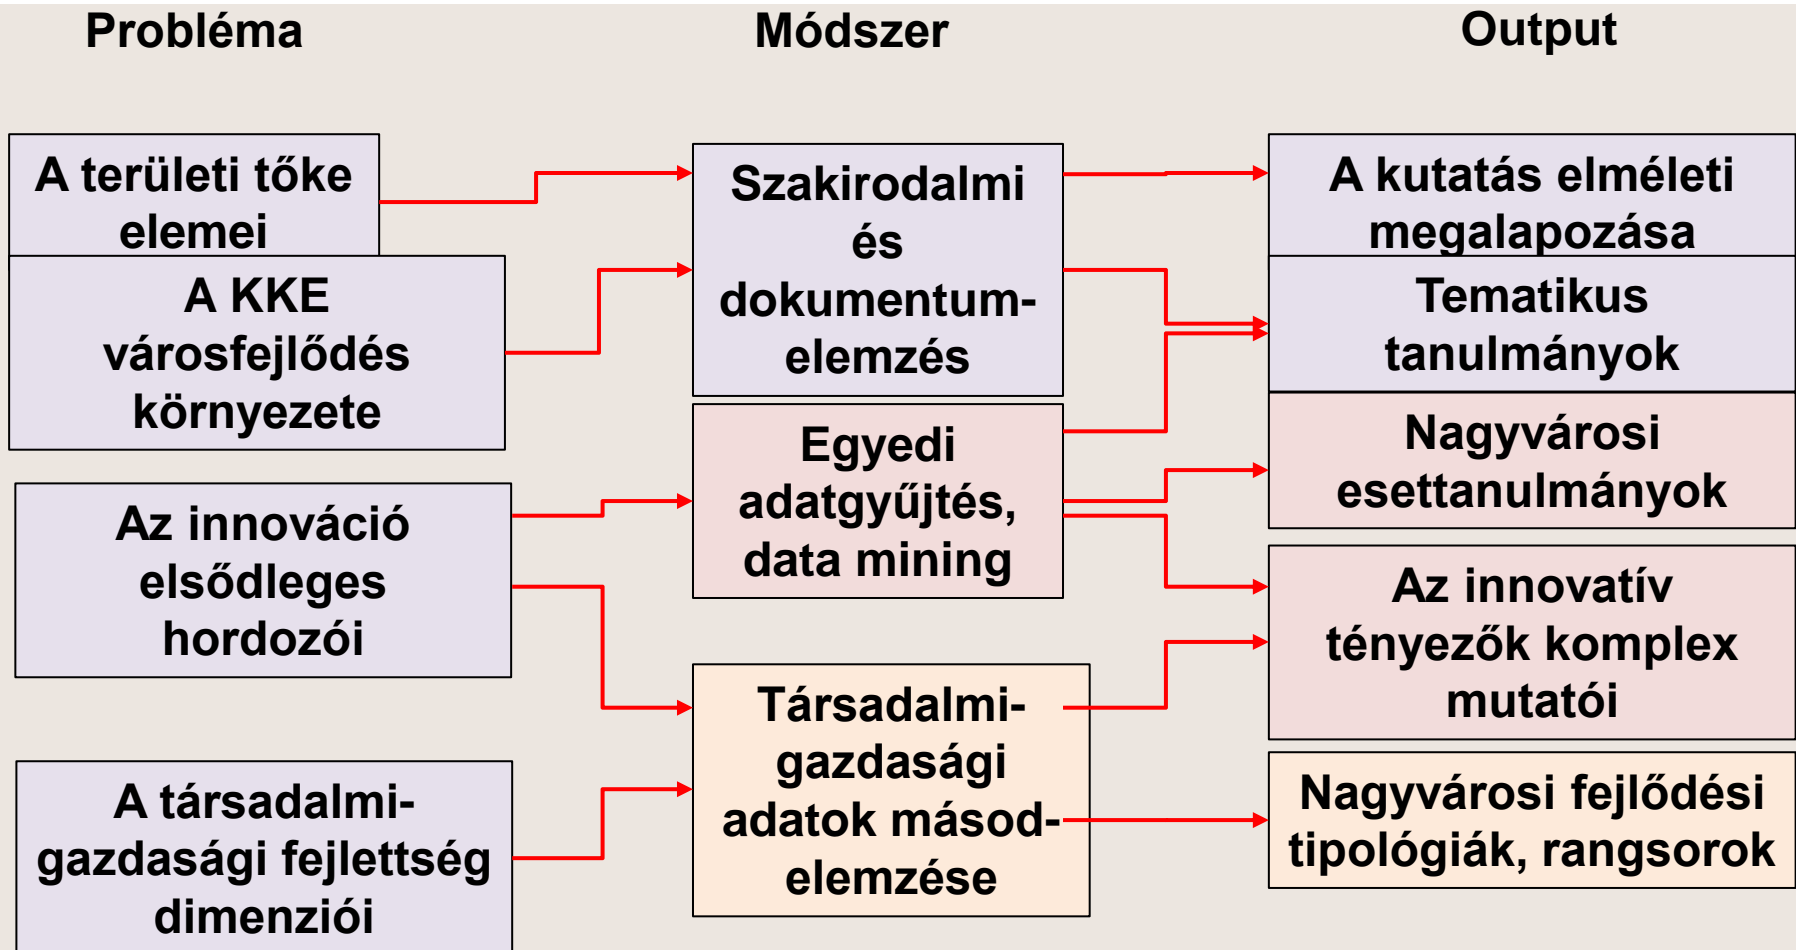 Probléma
Módszer
Output
A területi tőke
elemei
A KKE
városfejlődés
környezete
Az innováció
elsődleges
hordozói
A társadalmi-
gazdasági fejlettség
dimenziói
Szakirodalmi
és
dokumentum-
elemzés
Egyedi
adatgyűjtés,
data mining
Társadalmi-
gazdasági
adatok másod-
elemzése
A kutatás elméleti
megalapozása
Tematikus
tanulmányok
Nagyvárosi
esettanulmányok
Az innovatív
tényezők komplex
mutatói
Nagyvárosi fejlődési
tipológiák, rangsorok